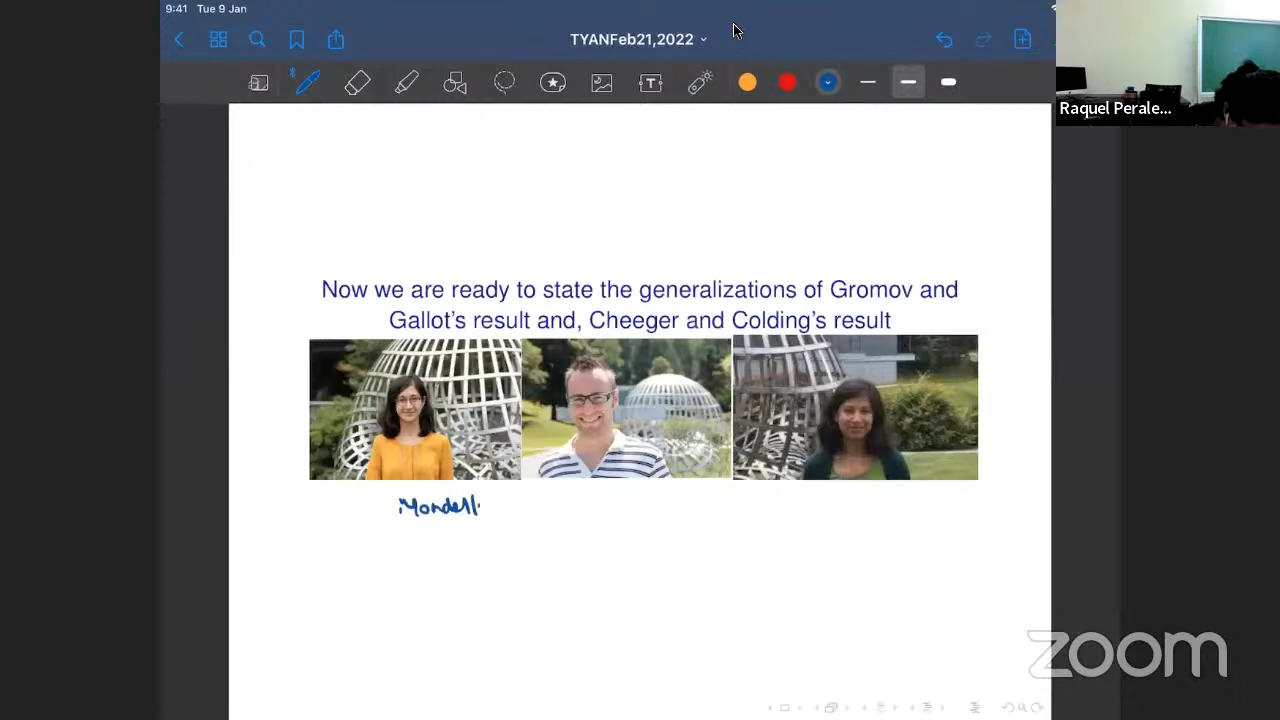 9:41 Tue 9 Jan
TYANFeb21,2022
T
Raquel Perale...
Now we are ready to state the generalizations of Gromov and
Gallot's result and, Cheeger and Colding's result
Mondell
zoom